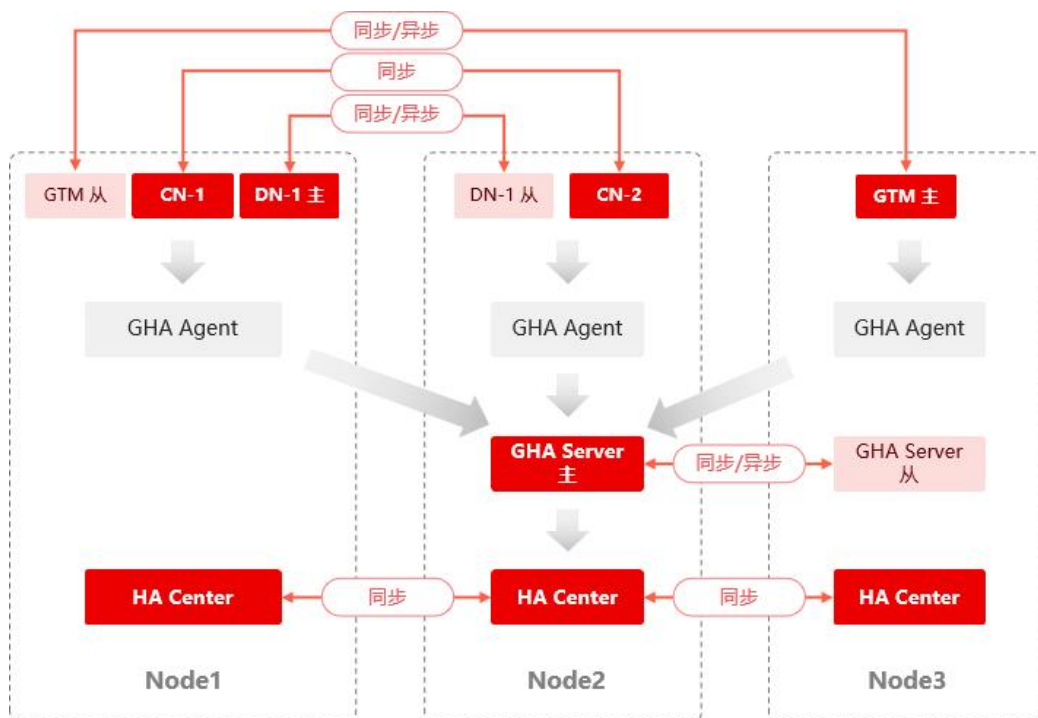 同步/异步
同步
同步/异步
GTM 从
CN-1
DN-1 主
DN-1 从
CN-2
GTM 主
GHA Agent
GHA Agent
GHA Agent
GHA Server
主
同步/异步
GHA Server
从
HA Center
同步
HA Center
同步
HA Center
Node1
Node2
Node3